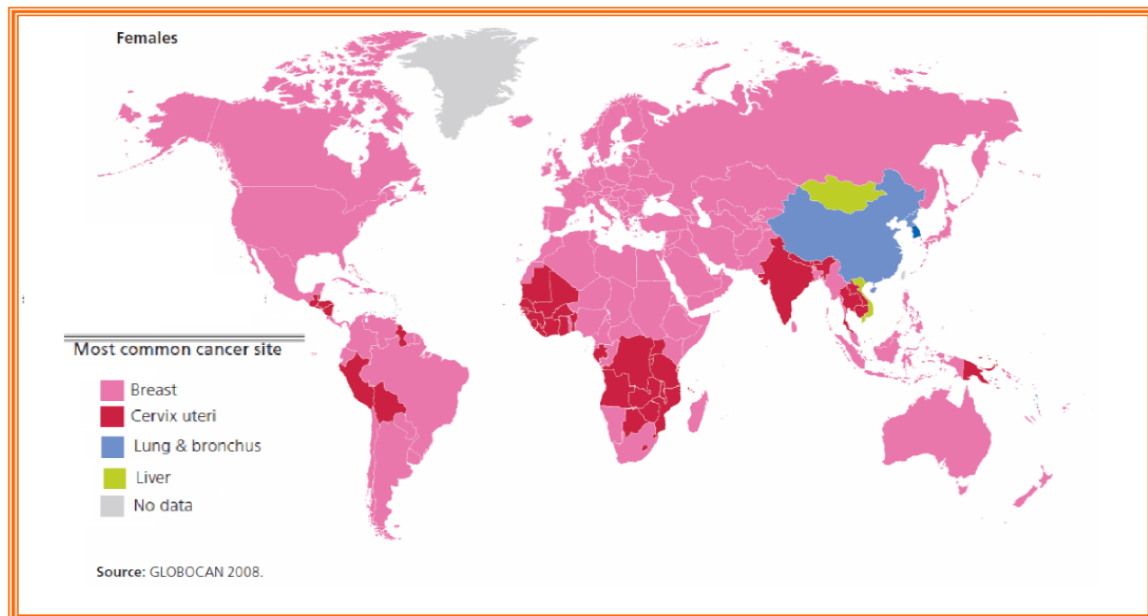 Females
Most common cancer site
Breast
Cervix uteri
Lung & bronchus
Liver
No data
Source: GLOBOCAN 2008.